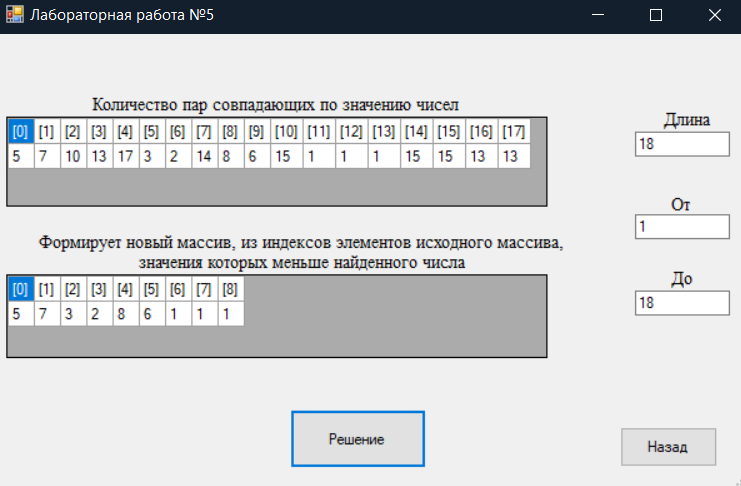 Лабораторная работа №5
Количество пар совпадающих по значению чисел
[0] [1] [2] [3] [4] [5] [6] [7] [8] [9] [10] [11] [12] [13] [14] [15] [16] [17]
5 7 10 13 17 3 2 14 8 6 15 1 1 1 15 15 13 13
Длина
18
От
1
До
18
Формирует новый массив, из индексов элементов исходного массива,
значения которых меньше найденного числа
[0] [1] [2] [3] [4] [5] [6] [7] [8]
5 7 3 2 8 6 1 1 1
Решение
Назад